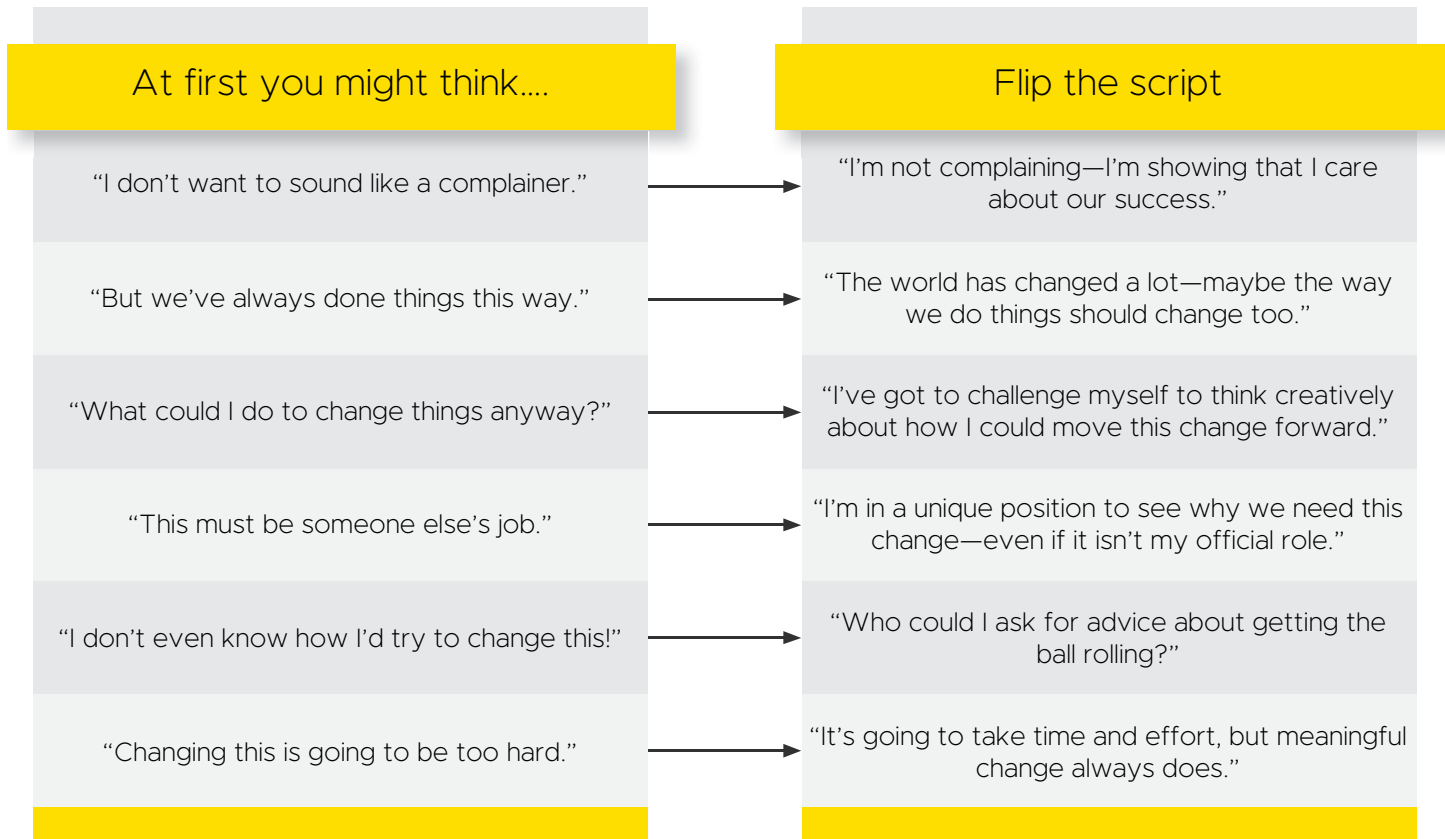 At first you might think....
Flip the script
“I don’t want to sound like a complainer.”
“I’m not complaining—I’m showing that I care
about our success.”
“But we’ve always done things this way.”
“The world has changed a lot—maybe the way
we do things should change too.”
“What could I do to change things anyway?”
“I’ve got to challenge myself to think creatively
about how I could move this change forward.”
“This must be someone else’s job.”
“I’m in a unique position to see why we need this
change—even if it isn’t my official role.”
“I don’t even know how I’d try to change this!”
“Who could I ask for advice about getting the
ball rolling?”
“Changing this is going to be too hard.”
“It’s going to take time and effort, but meaningful
change always does.”